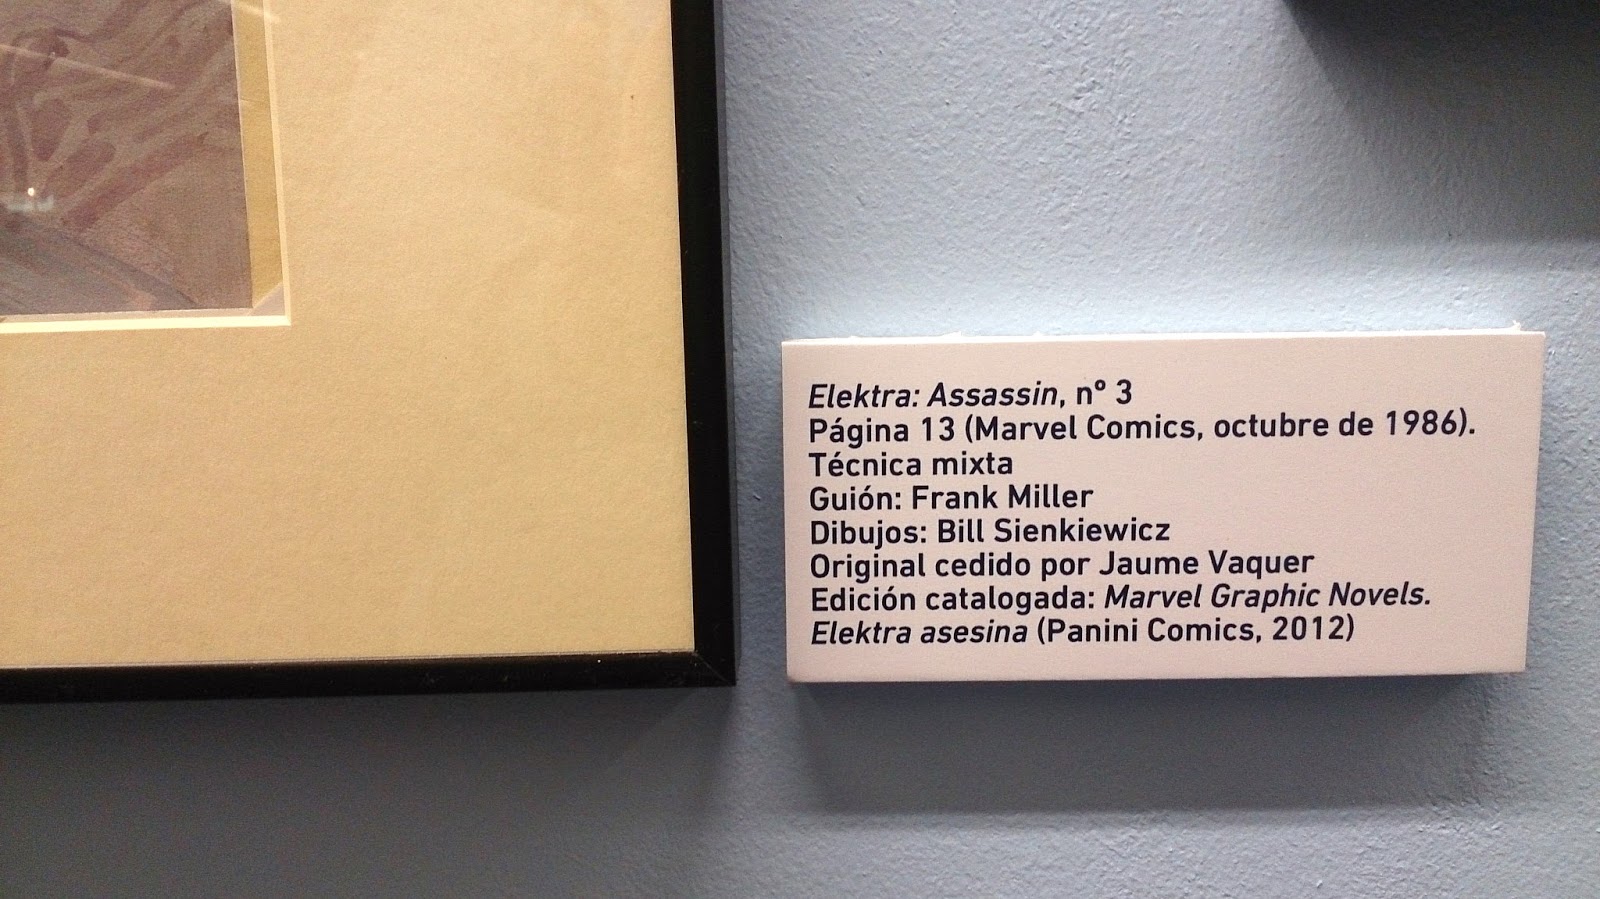 Elektra: Assassin, nº 3
Página 13 (Marvel Comics, octubre de 1986).
Técnica mixta
Guión: Frank Miller
Dibujos: Bill Sienkiewicz
Original cedido por Jaume Vaquer
Edición catalogada: Marvel Graphic Novels.
Elektra asesina (Panini Comics, 2012)